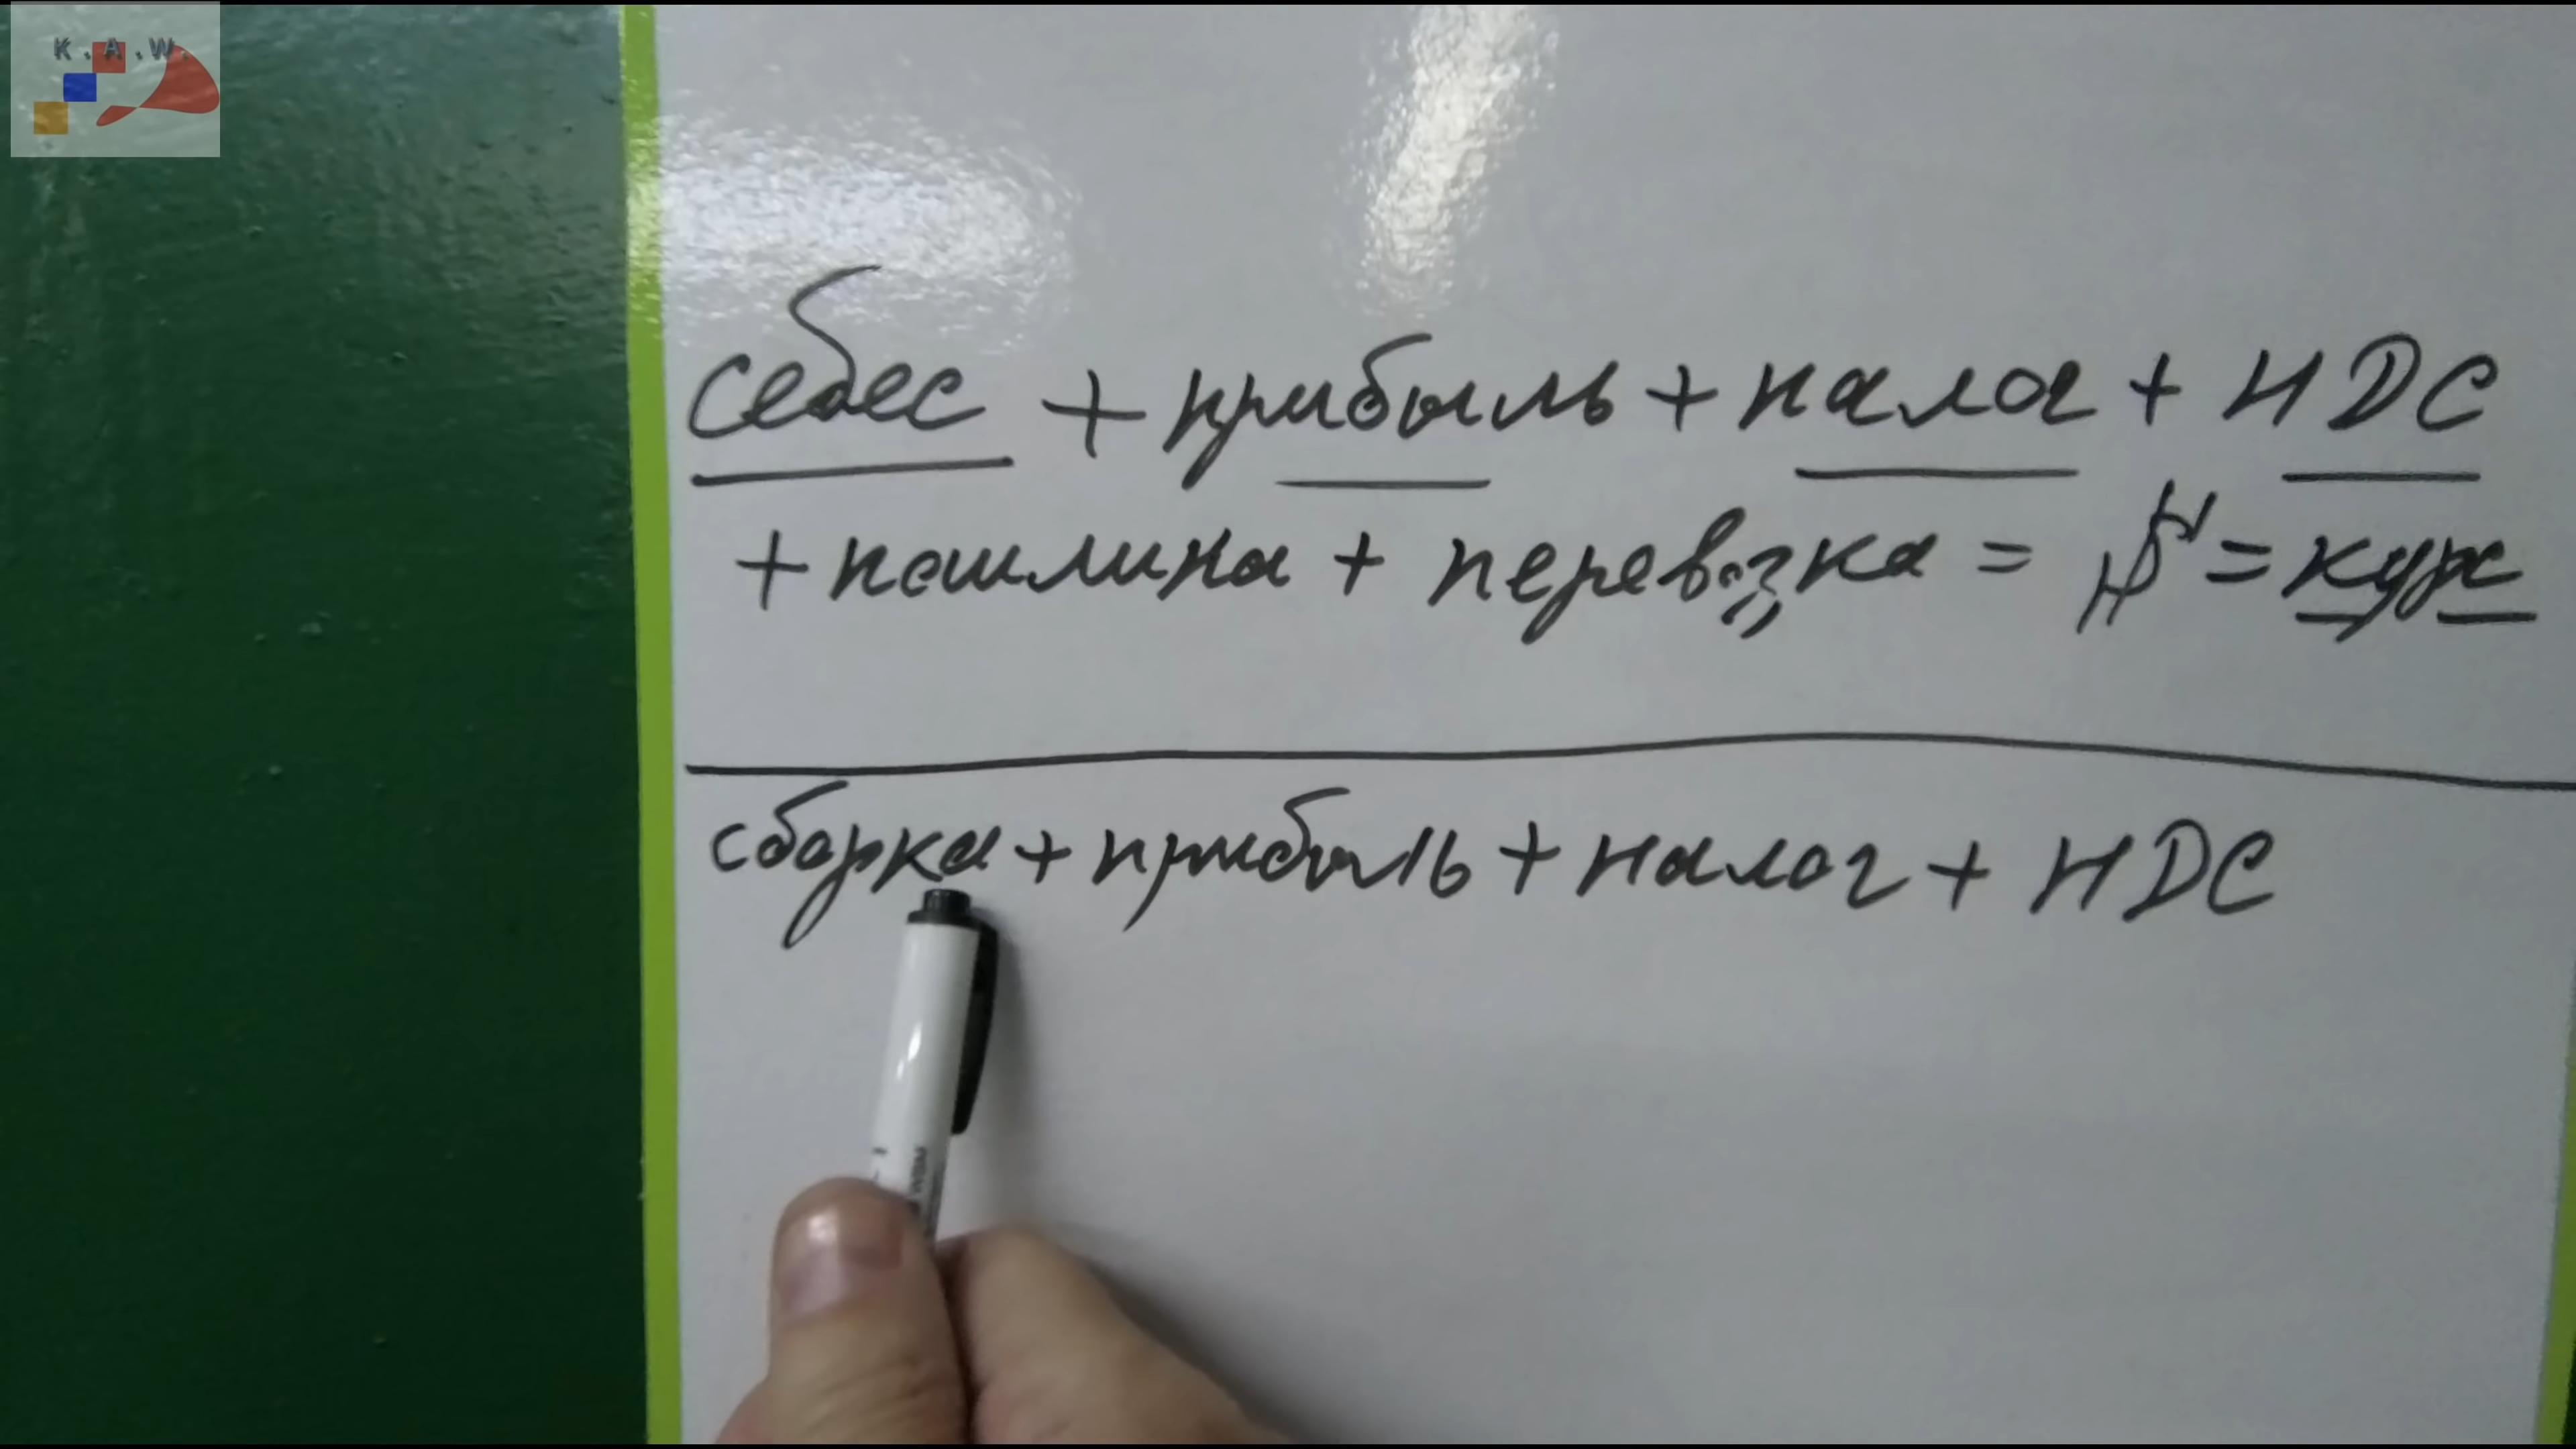 K.A.W.
себес + прибыль + налог + НДС
+ пошлина + перевозка = $ = курс
сборка + прибыль + налог + НДС